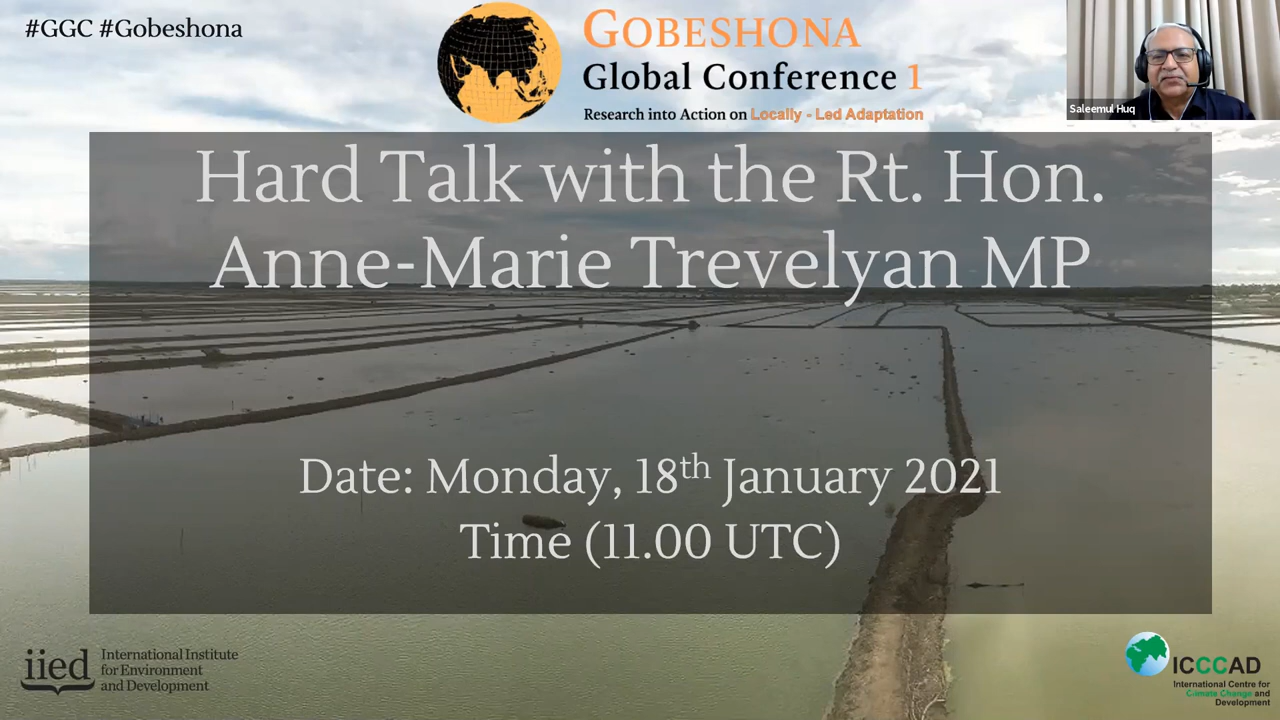 #GGC #Gobeshona
GOBESHONA
Global Conference 1
Research into Action on Locally - Led Adaptation
Saleemul Huq
Hard Talk with the Rt. Hon.
Anne-Marie Trevelyan MP
Date: Monday, 18th January 2021
Time (11.00 UTC)
iied
International Institute
for Environment
and Development
ICCCAD
International Centre for
Climate Change and
Development